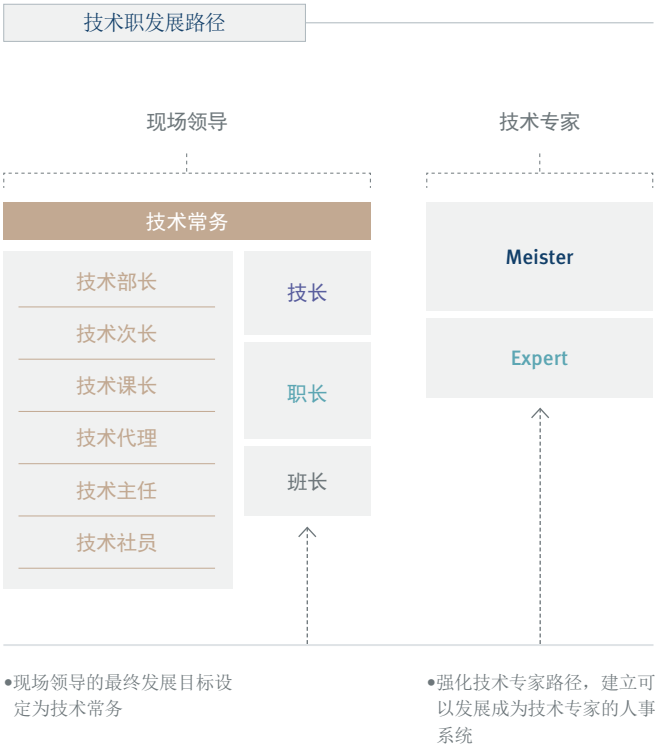 技术职发展路径
现场领导
技术专家
技术常务
技术部长
技术次长
技术课长
技术代理
技术主任
技术社员
技长
职长
班长
Meister
Expert
•现场领导的最终发展目标设
定为技术常务
•强化技术专家路径，建立可
以发展成为技术专家的人事
系统